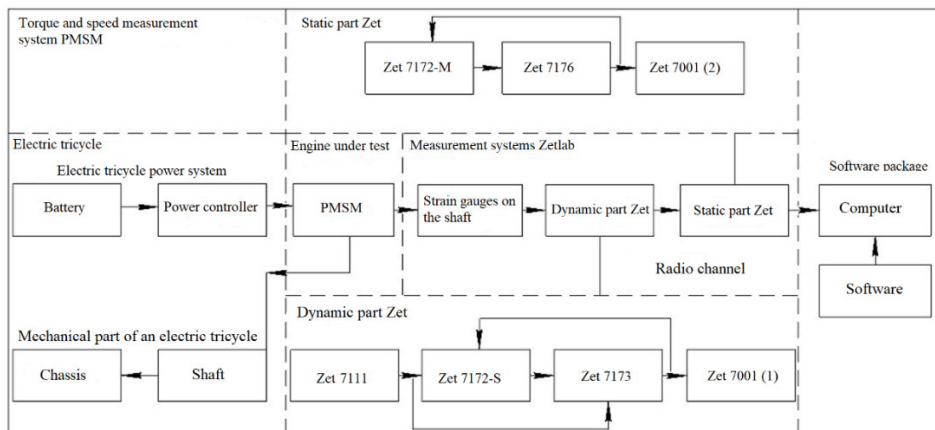 Torque and speed measurement
system PMSM
Static part Zet
Zet 7172-M
Zet 7176
Zet 7001 (2)
Electric tricycle
Engine under test
Measurement systems Zetlab
Electric tricycle power system
Software package
Battery
Power controller
PMSM
Strain gauges on
the shaft
Dynamic part Zet
Static part Zet
Computer
Radio channel
Software
Dynamic part Zet
Mechanical part of an electric tricycle
Chassis
Shaft
Zet 7111
Zet 7172-S
Zet 7173
Zet 7001 (1)